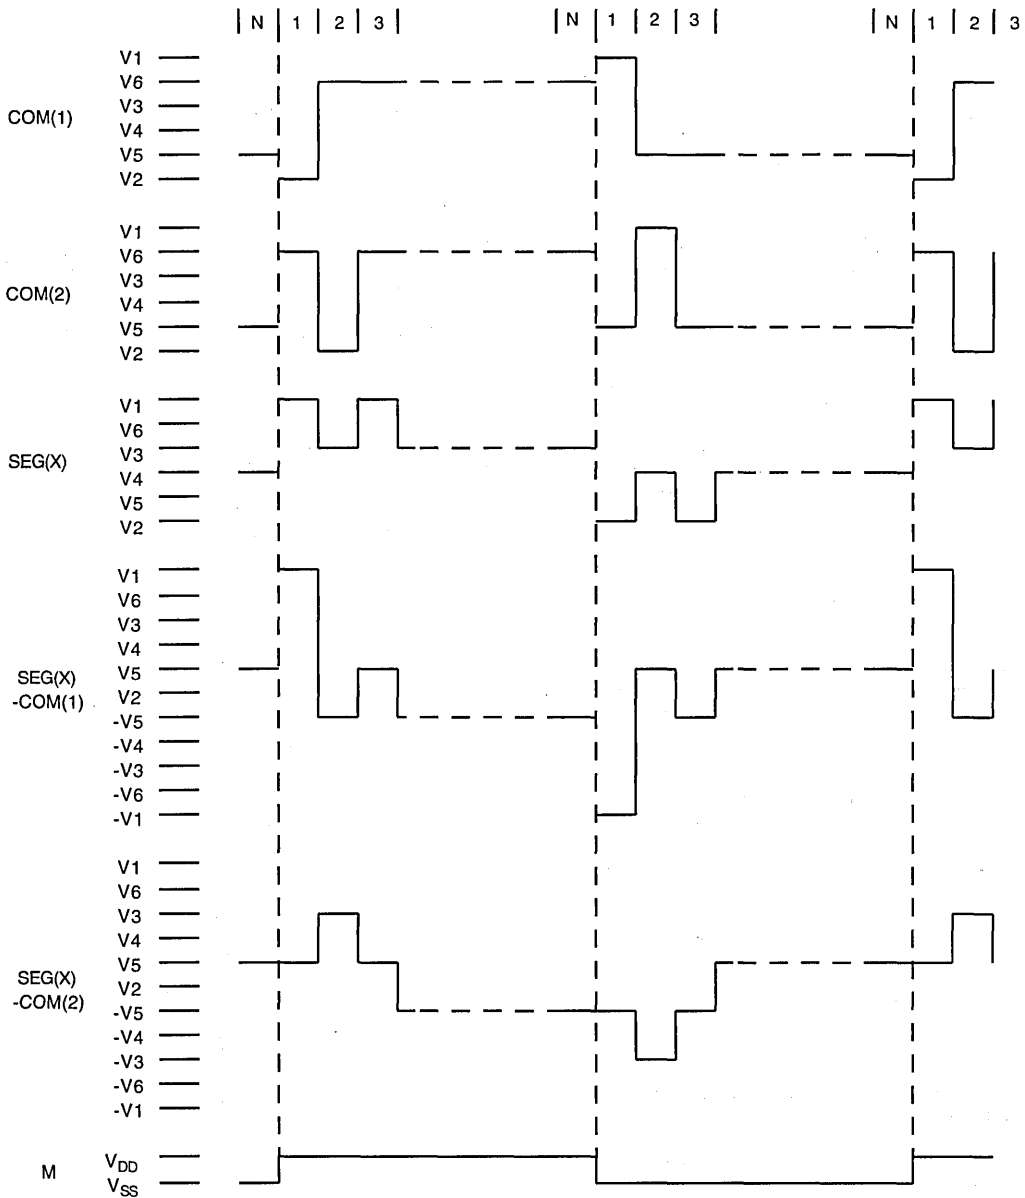 N 1 2 3 N 1 2 3 N 1 2 3
COM(1)
V1
V6
V3
V4
V5
V2
COM(2)
V1
V6
V3
V4
V5
V2
SEG(X)
V1
V6
V3
V4
V5
V2
SEG(X)
-COM(1)
V1
V6
V3
V4
V5
V2
-V5
-V4
-V3
-V6
-V1
SEG(X)
-COM(2)
V1
V6
V3
V4
V5
V2
-V5
-V4
-V3
-V6
-V1
M
VDD
VSS